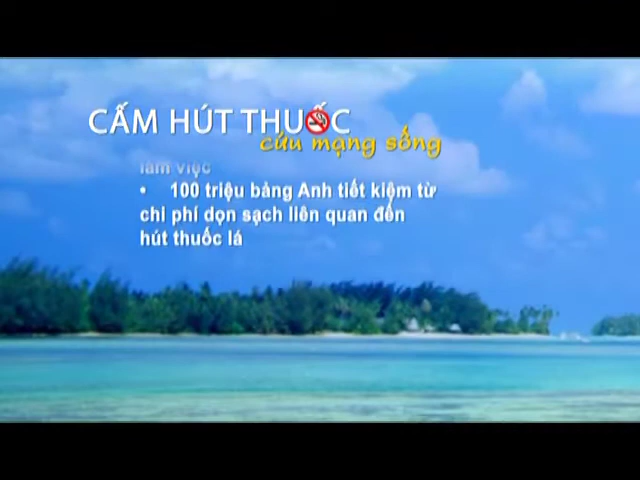 CẤM HÚT THUỐC
cứu mạng sống
làm việc
• 100 triệu bảng Anh tiết kiệm từ
chi phí dọn sạch liên quan đến
hút thuốc lá